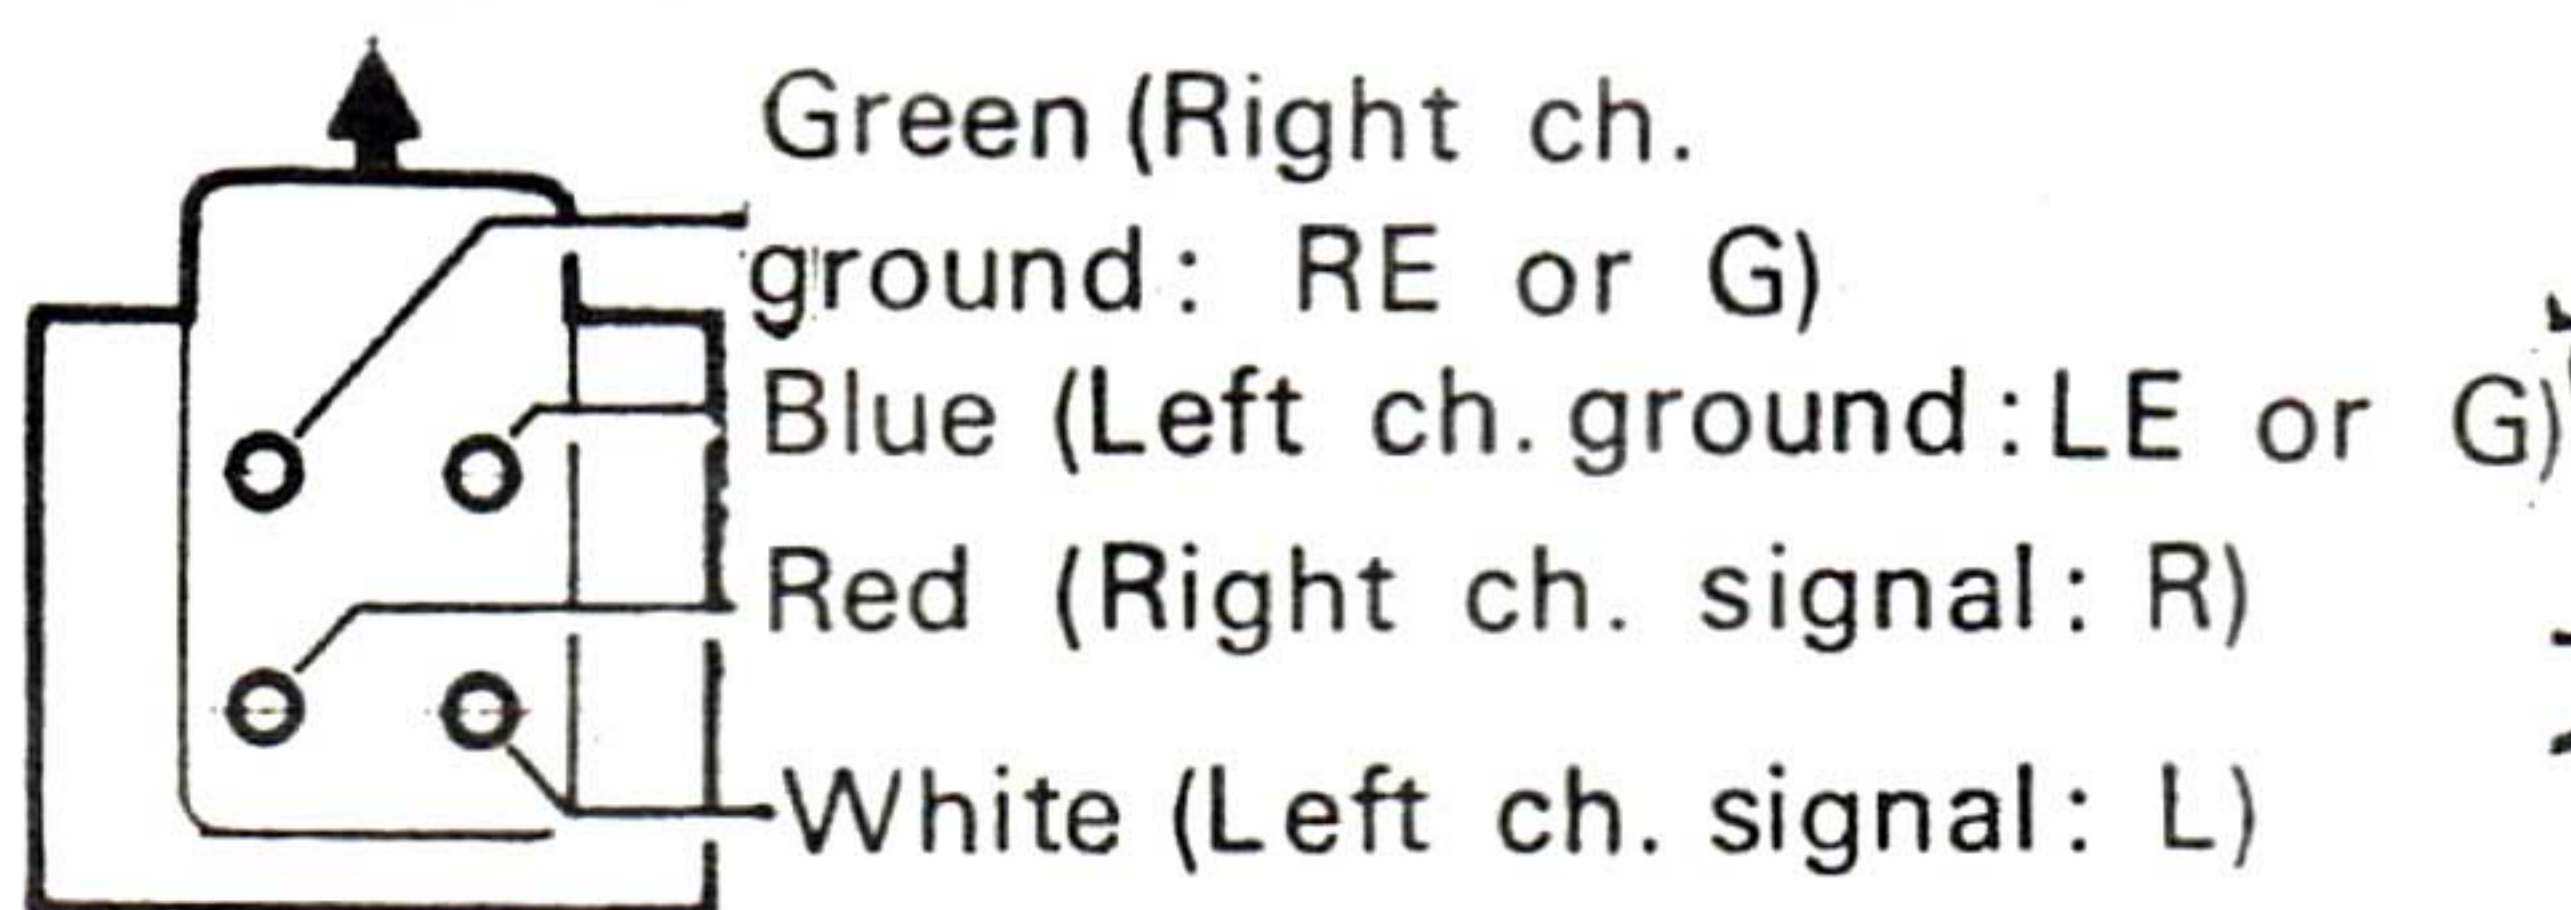 Green (Right ch.
ground: RE or G)
Blue (Left ch. ground: LE or G)
Red (Right ch. signal: R)
White (Left ch. signal: L)